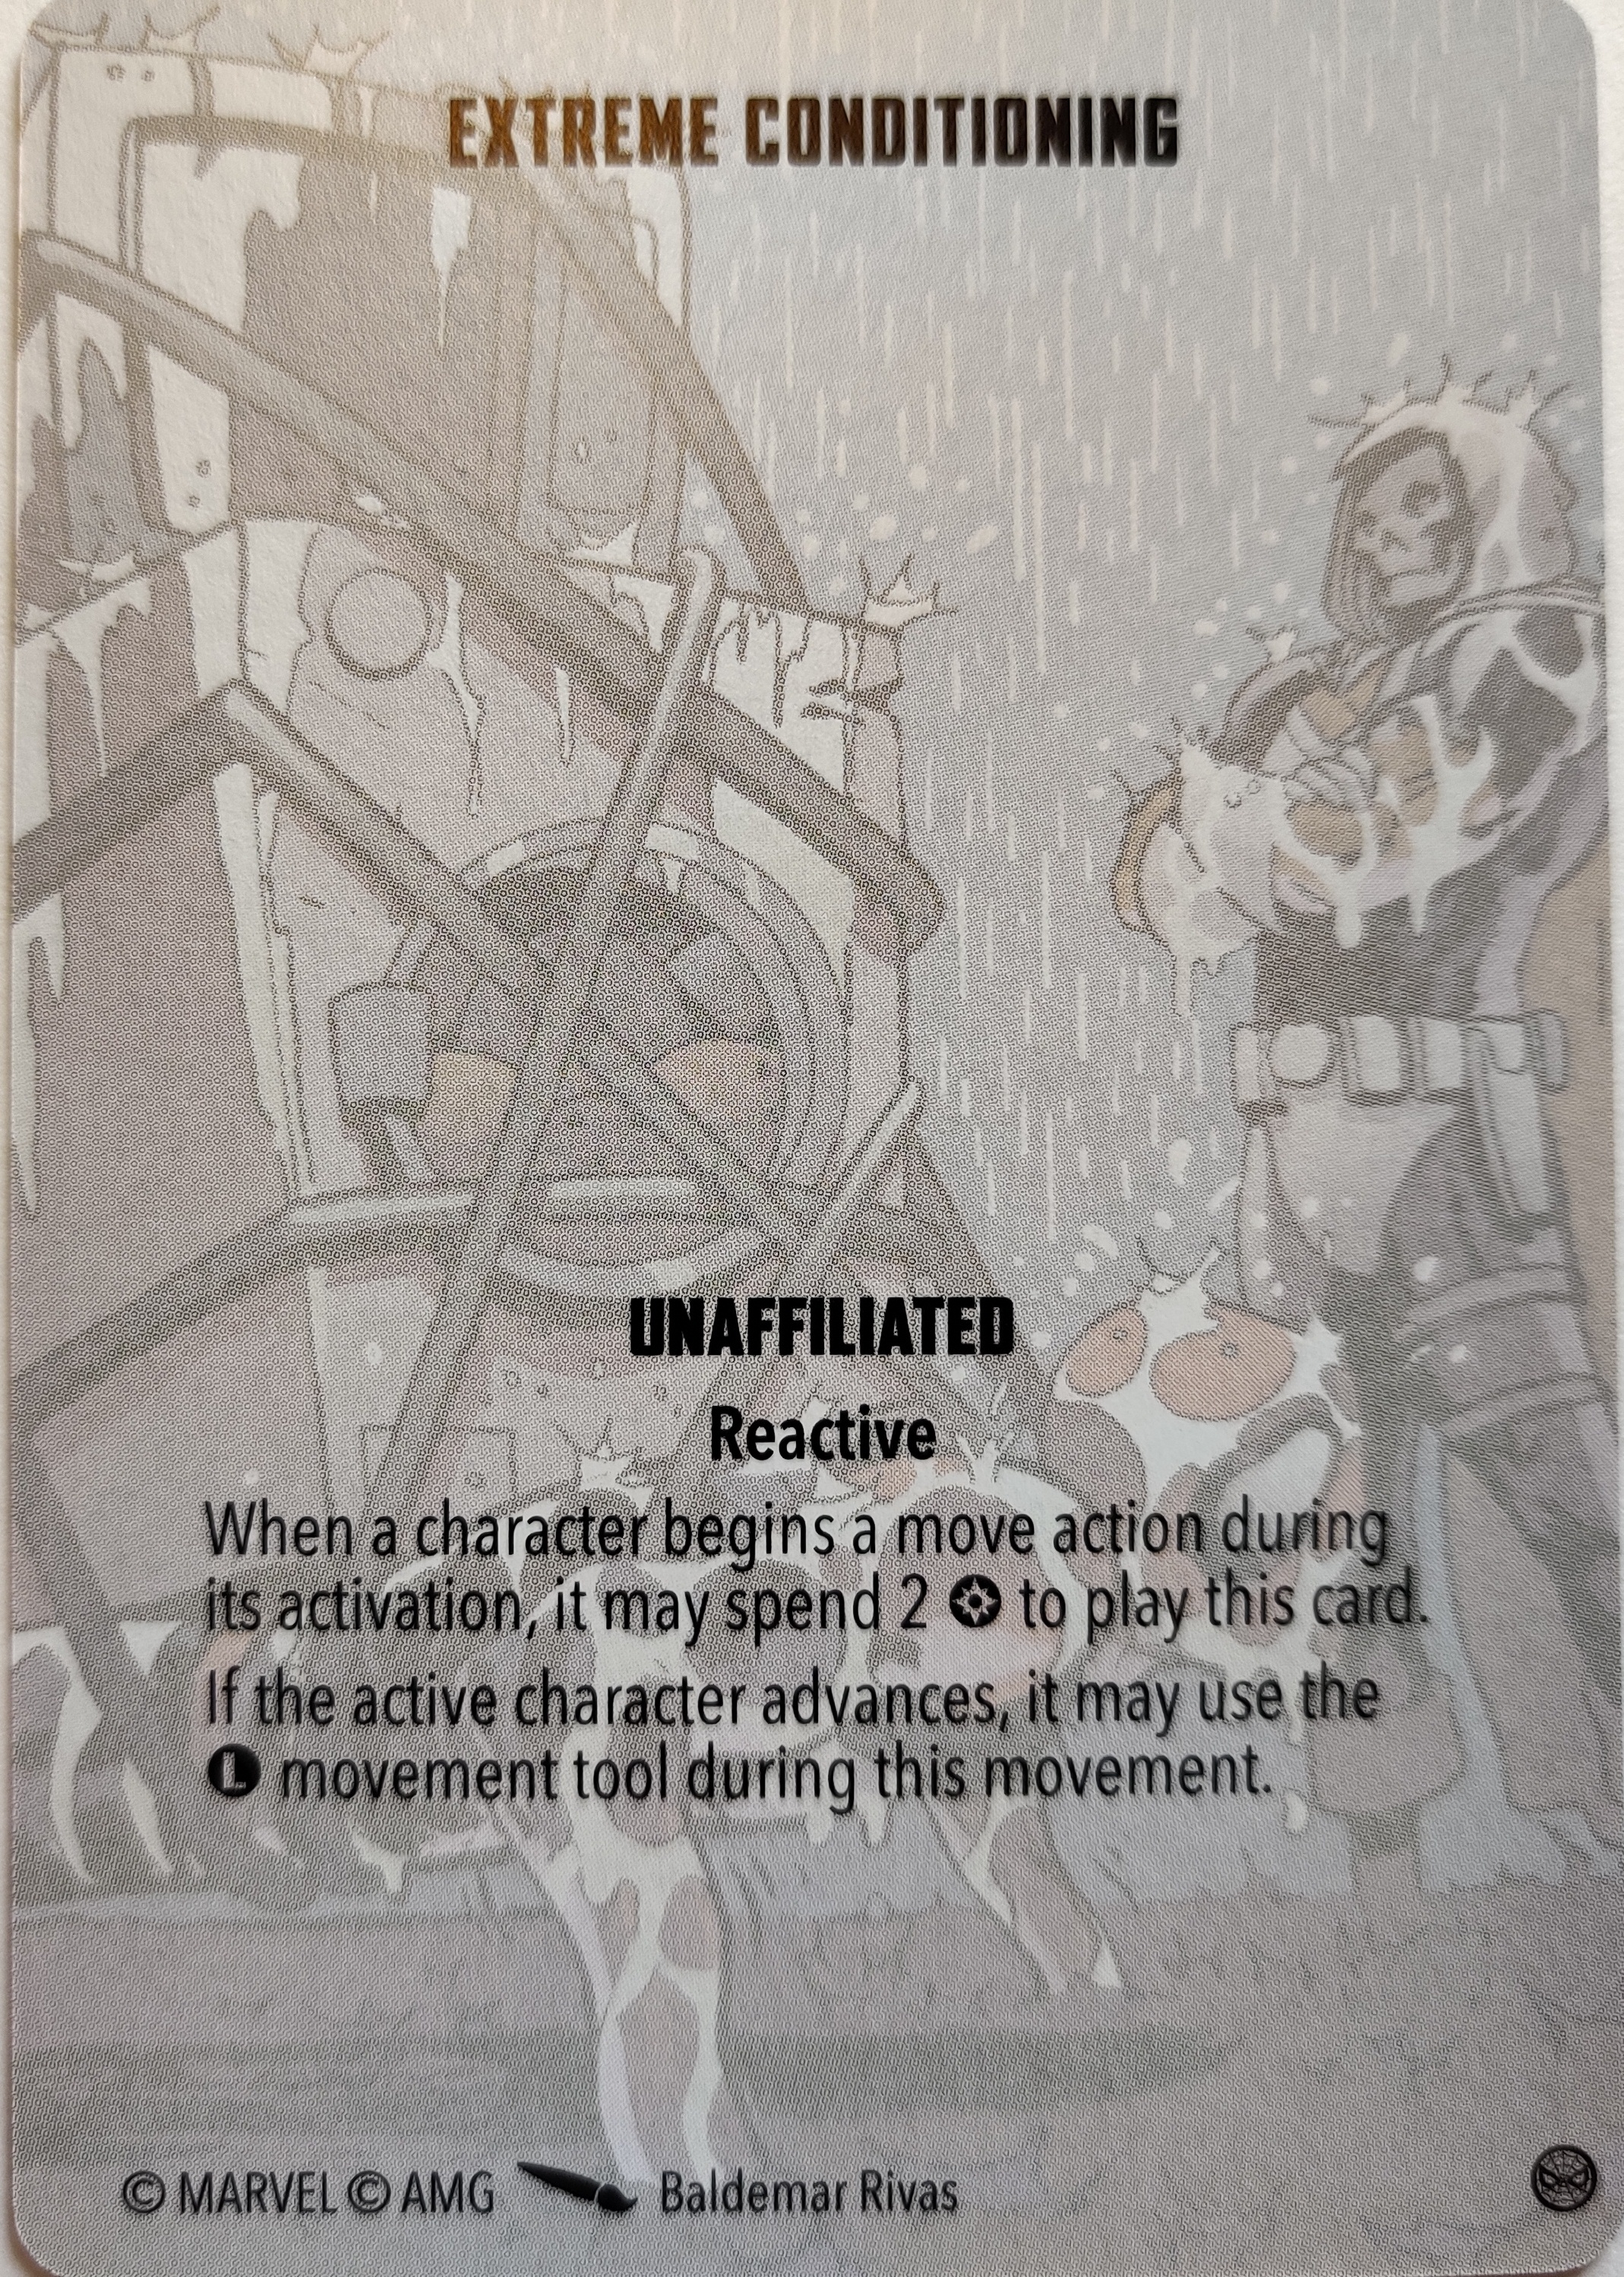 EXTREME CONDITIONING
UNAFFILIATED
Reactive
When a character begins a move action during
its activation, it may spend 2 to play this card.
If the active character advances, it may use the
L movement tool during this movement.
© MARVEL © AMG Baldemar Rivas